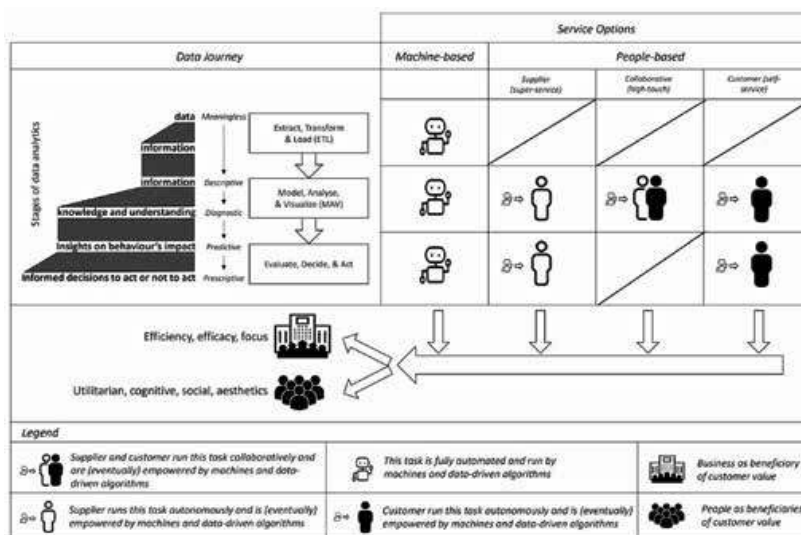 Service Options
Data Journey
Machine-based
People-based
Supplier
(super-service)
Collaborative
(high-touch)
Customer (self-
service)
Stages of data analytics
data
information
information
knowledge and understanding
Insights on behaviour's impact
Informed decisions to act or not to act
Meaningless
Descriptive
Diagnostic
Predictive
Prescriptive
Extract, Transform
& Load (ETL)
Model, Analyse,
& Visualize (MAV)
Evaluate, Decide, & Act
Efficiency, efficacy, focus
Utilitarian, cognitive, social, aesthetics
Legend
Supplier and customer run this task collaboratively and
are (eventually) empowered by machines and data-
driven algorithms
This task is fully automated and run by
machines and data-driven algorithms
Business as beneficiary
of customer value
Supplier runs this task autonomously and is (eventually)
empowered by machines and data-driven algorithms
Customer run this task autonomously and is (eventually)
empowered by machines and data-driven algorithms
People as beneficiaries
of customer value